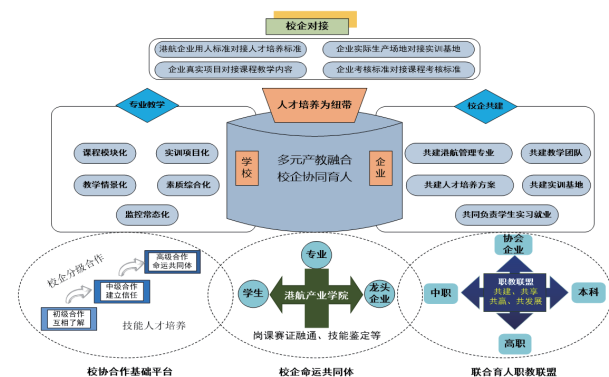 校企对接
港航企业用人标准对接人才培养标准
企业实际生产场地对接实训基地
企业真实项目对接课程教学内容
企业考核标准对接课程考核标准
专业教学
人才培养为纽带
校企共建
课程模块化
实训项目化
教学情景化
素质综合化
监控常态化
学校
多元产教融合
校企协同育人
企业
共建港航管理专业
共建教学团队
共建人才培养方案
共建实训基地
共同负责学生实习就业
校企分级合作
高级合作
命运共同体
中级合作
建立信任
初级合作
互相了解
技能人才培养
专业
学生
港航产业学院
龙头
企业
岗课赛证融通、技能鉴定等
协会
企业
中职
职教联盟
共建、共享
共赢、共发展
本科
高职
校协合作基础平台
校企命运共同体
联合育人职教联盟